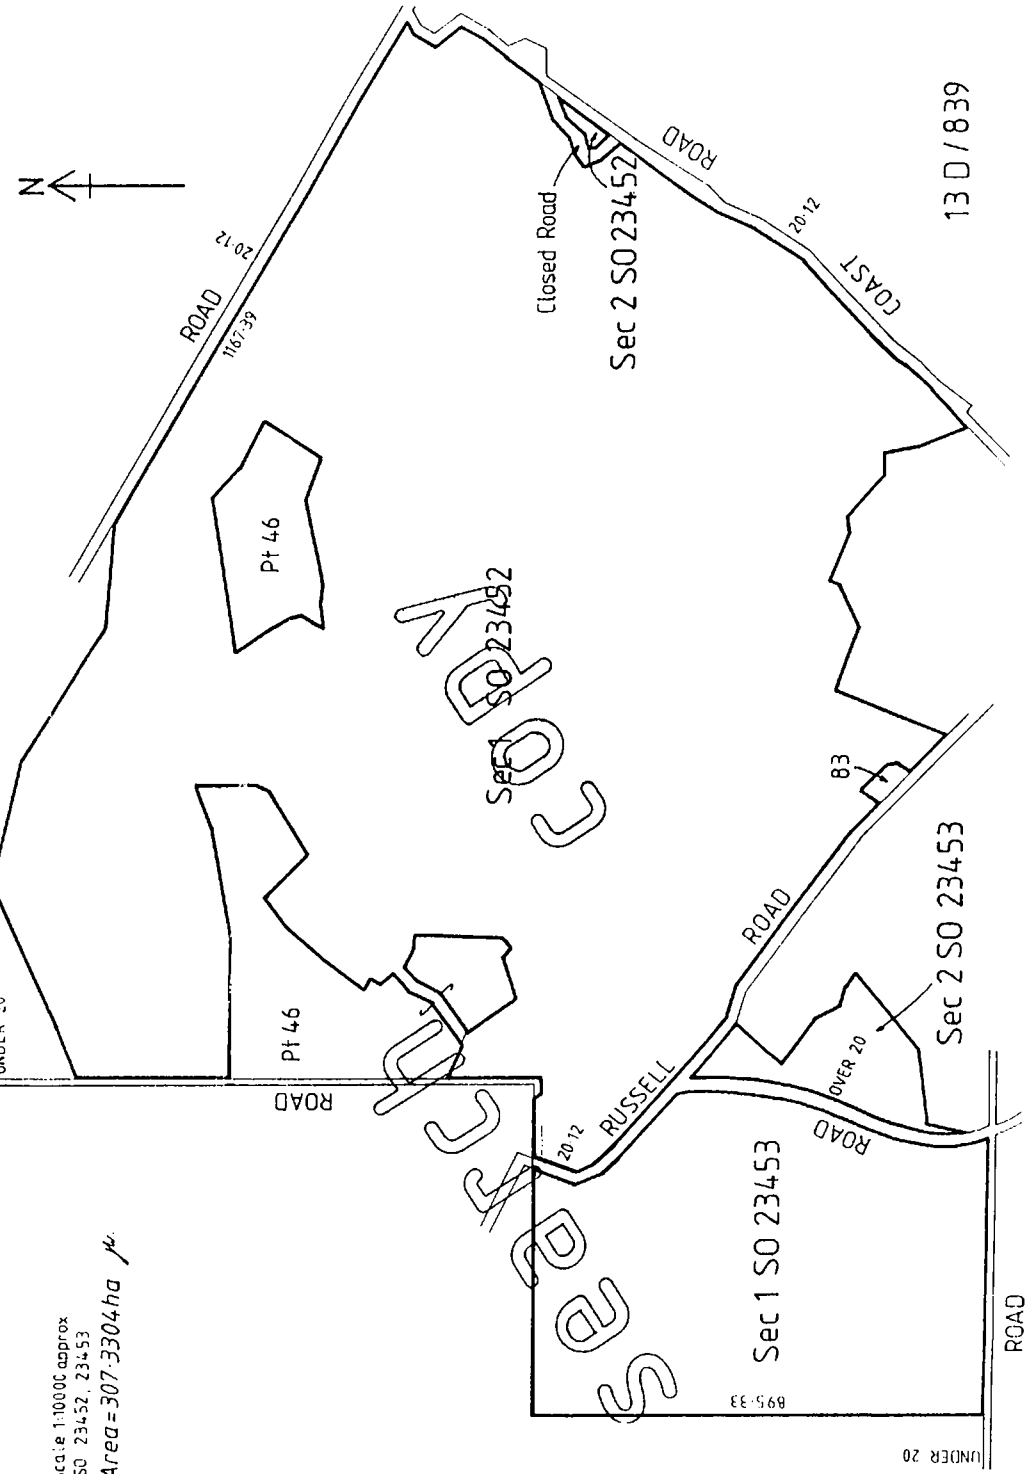 Scale 1:10000 approx
SO 23452, 23453
Area=307·3304ha
N
ROAD
20·12
1167·39
Pt 46
Closed Road
Sec 2 SO 23452
ROAD
20·12
COAST
13 D / 839
Sec 1 SO 23452
UNDER 20
Pt 46
ROAD
83
ROAD
RUSSELL
20·12
Sec 2 SO 23453
OVER 20
ROAD
Sec 1 SO 23453
895·33
UNDER 20
ROAD
Search Copy